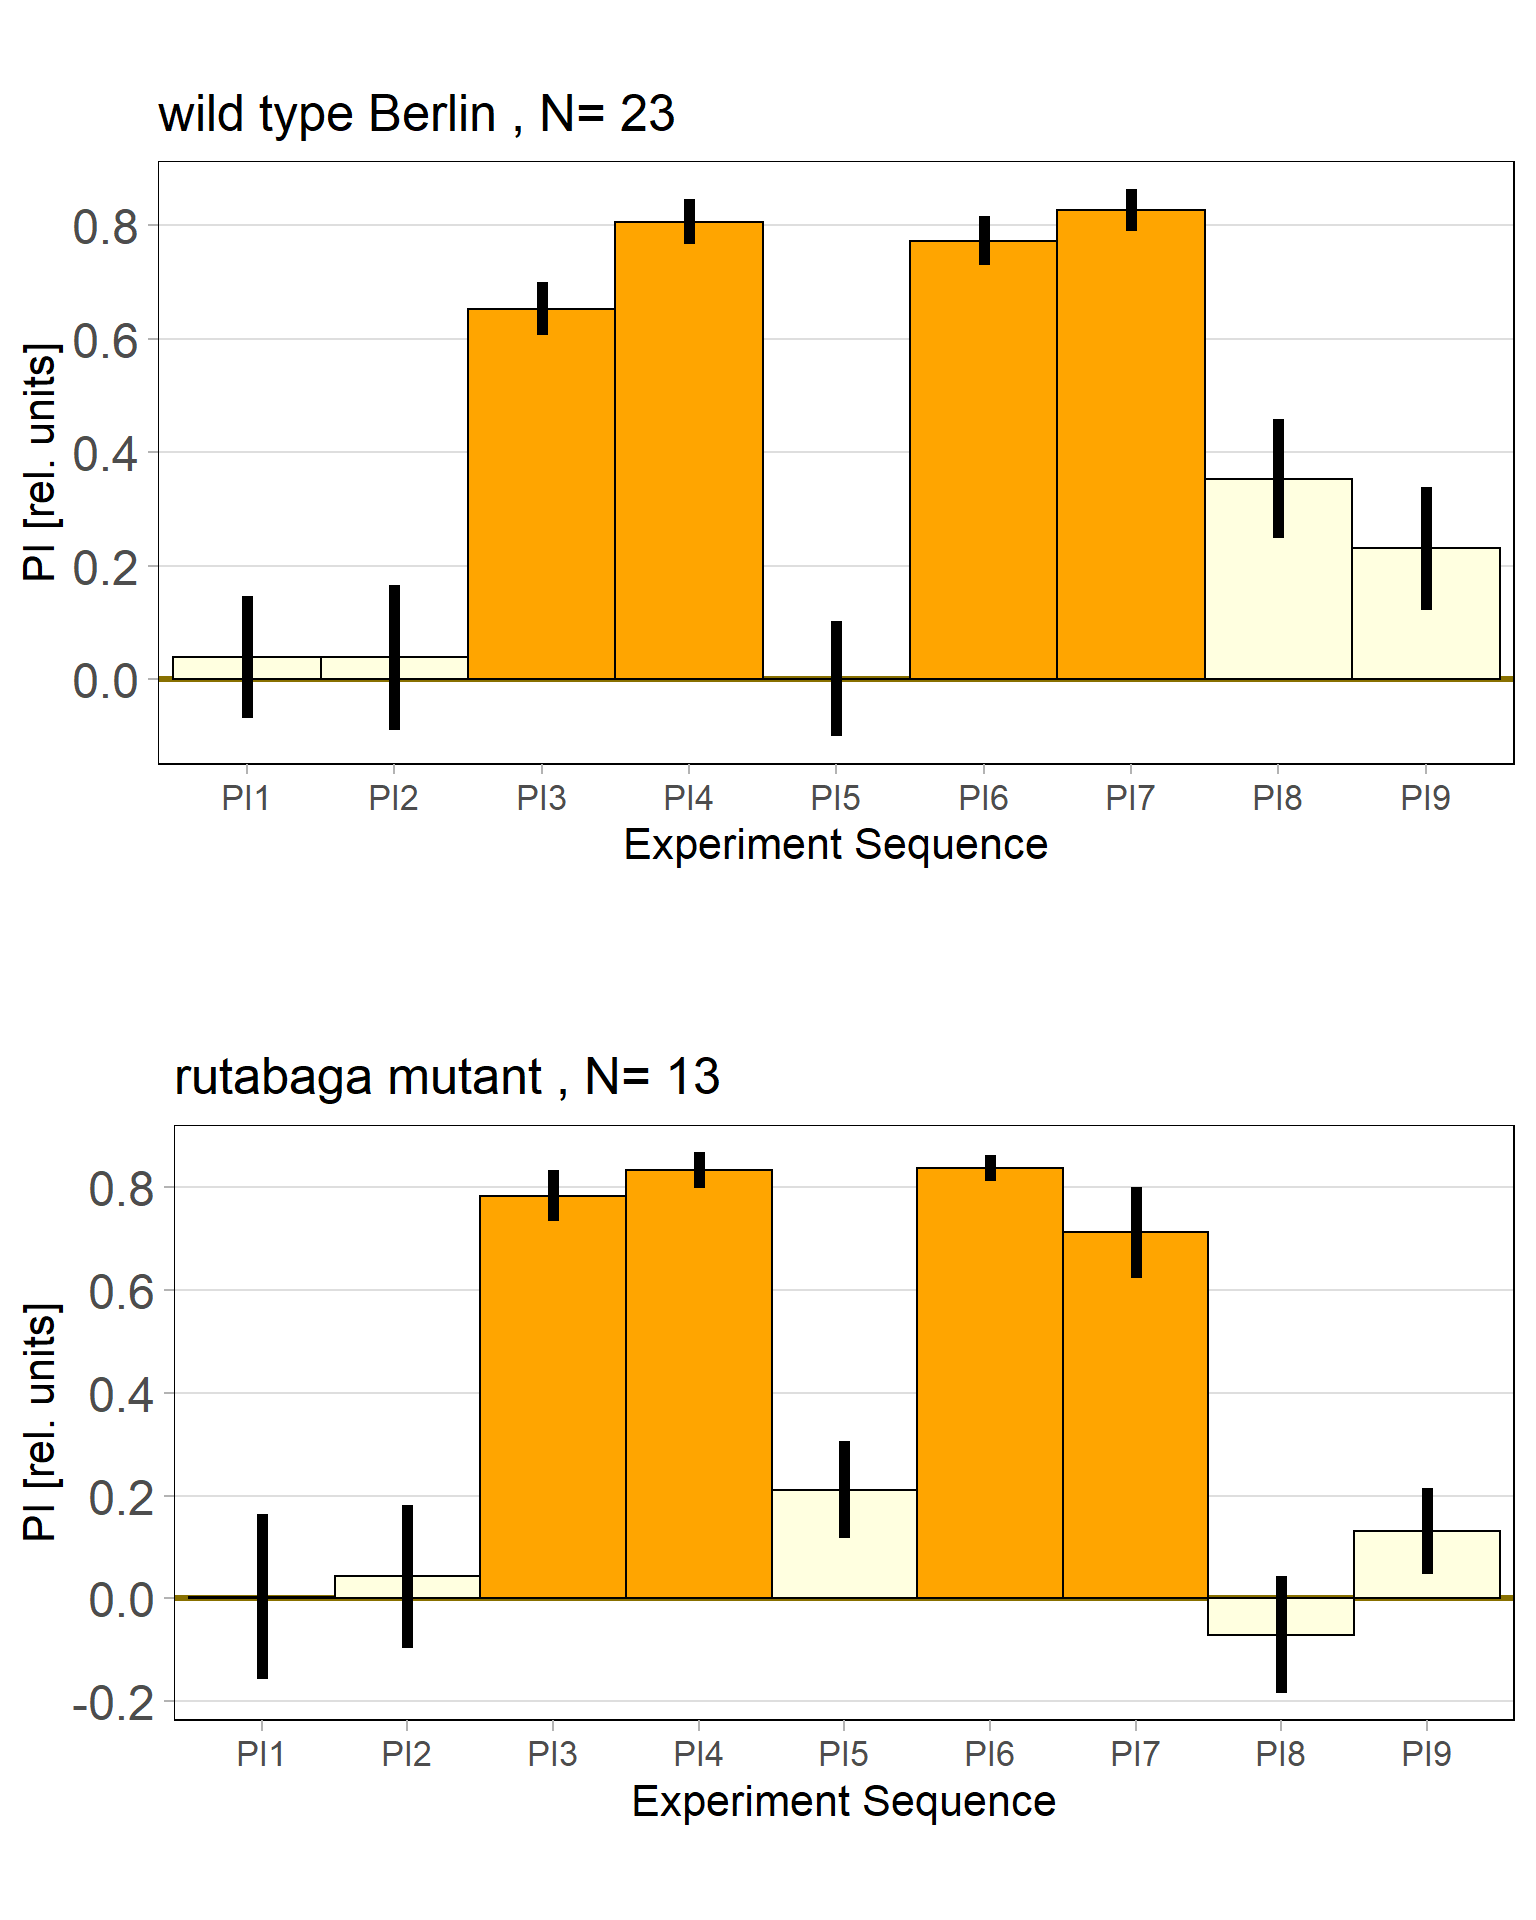 wild type Berlin , N= 23
PI [rel. units]
0.8
0.6
0.4
0.2
0.0
PI1 PI2 PI3 PI4 PI5 PI6 PI7 PI8 PI9
Experiment Sequence
rutabaga mutant , N= 13
PI [rel. units]
0.8
0.6
0.4
0.2
0.0
-0.2
PI1 PI2 PI3 PI4 PI5 PI6 PI7 PI8 PI9
Experiment Sequence